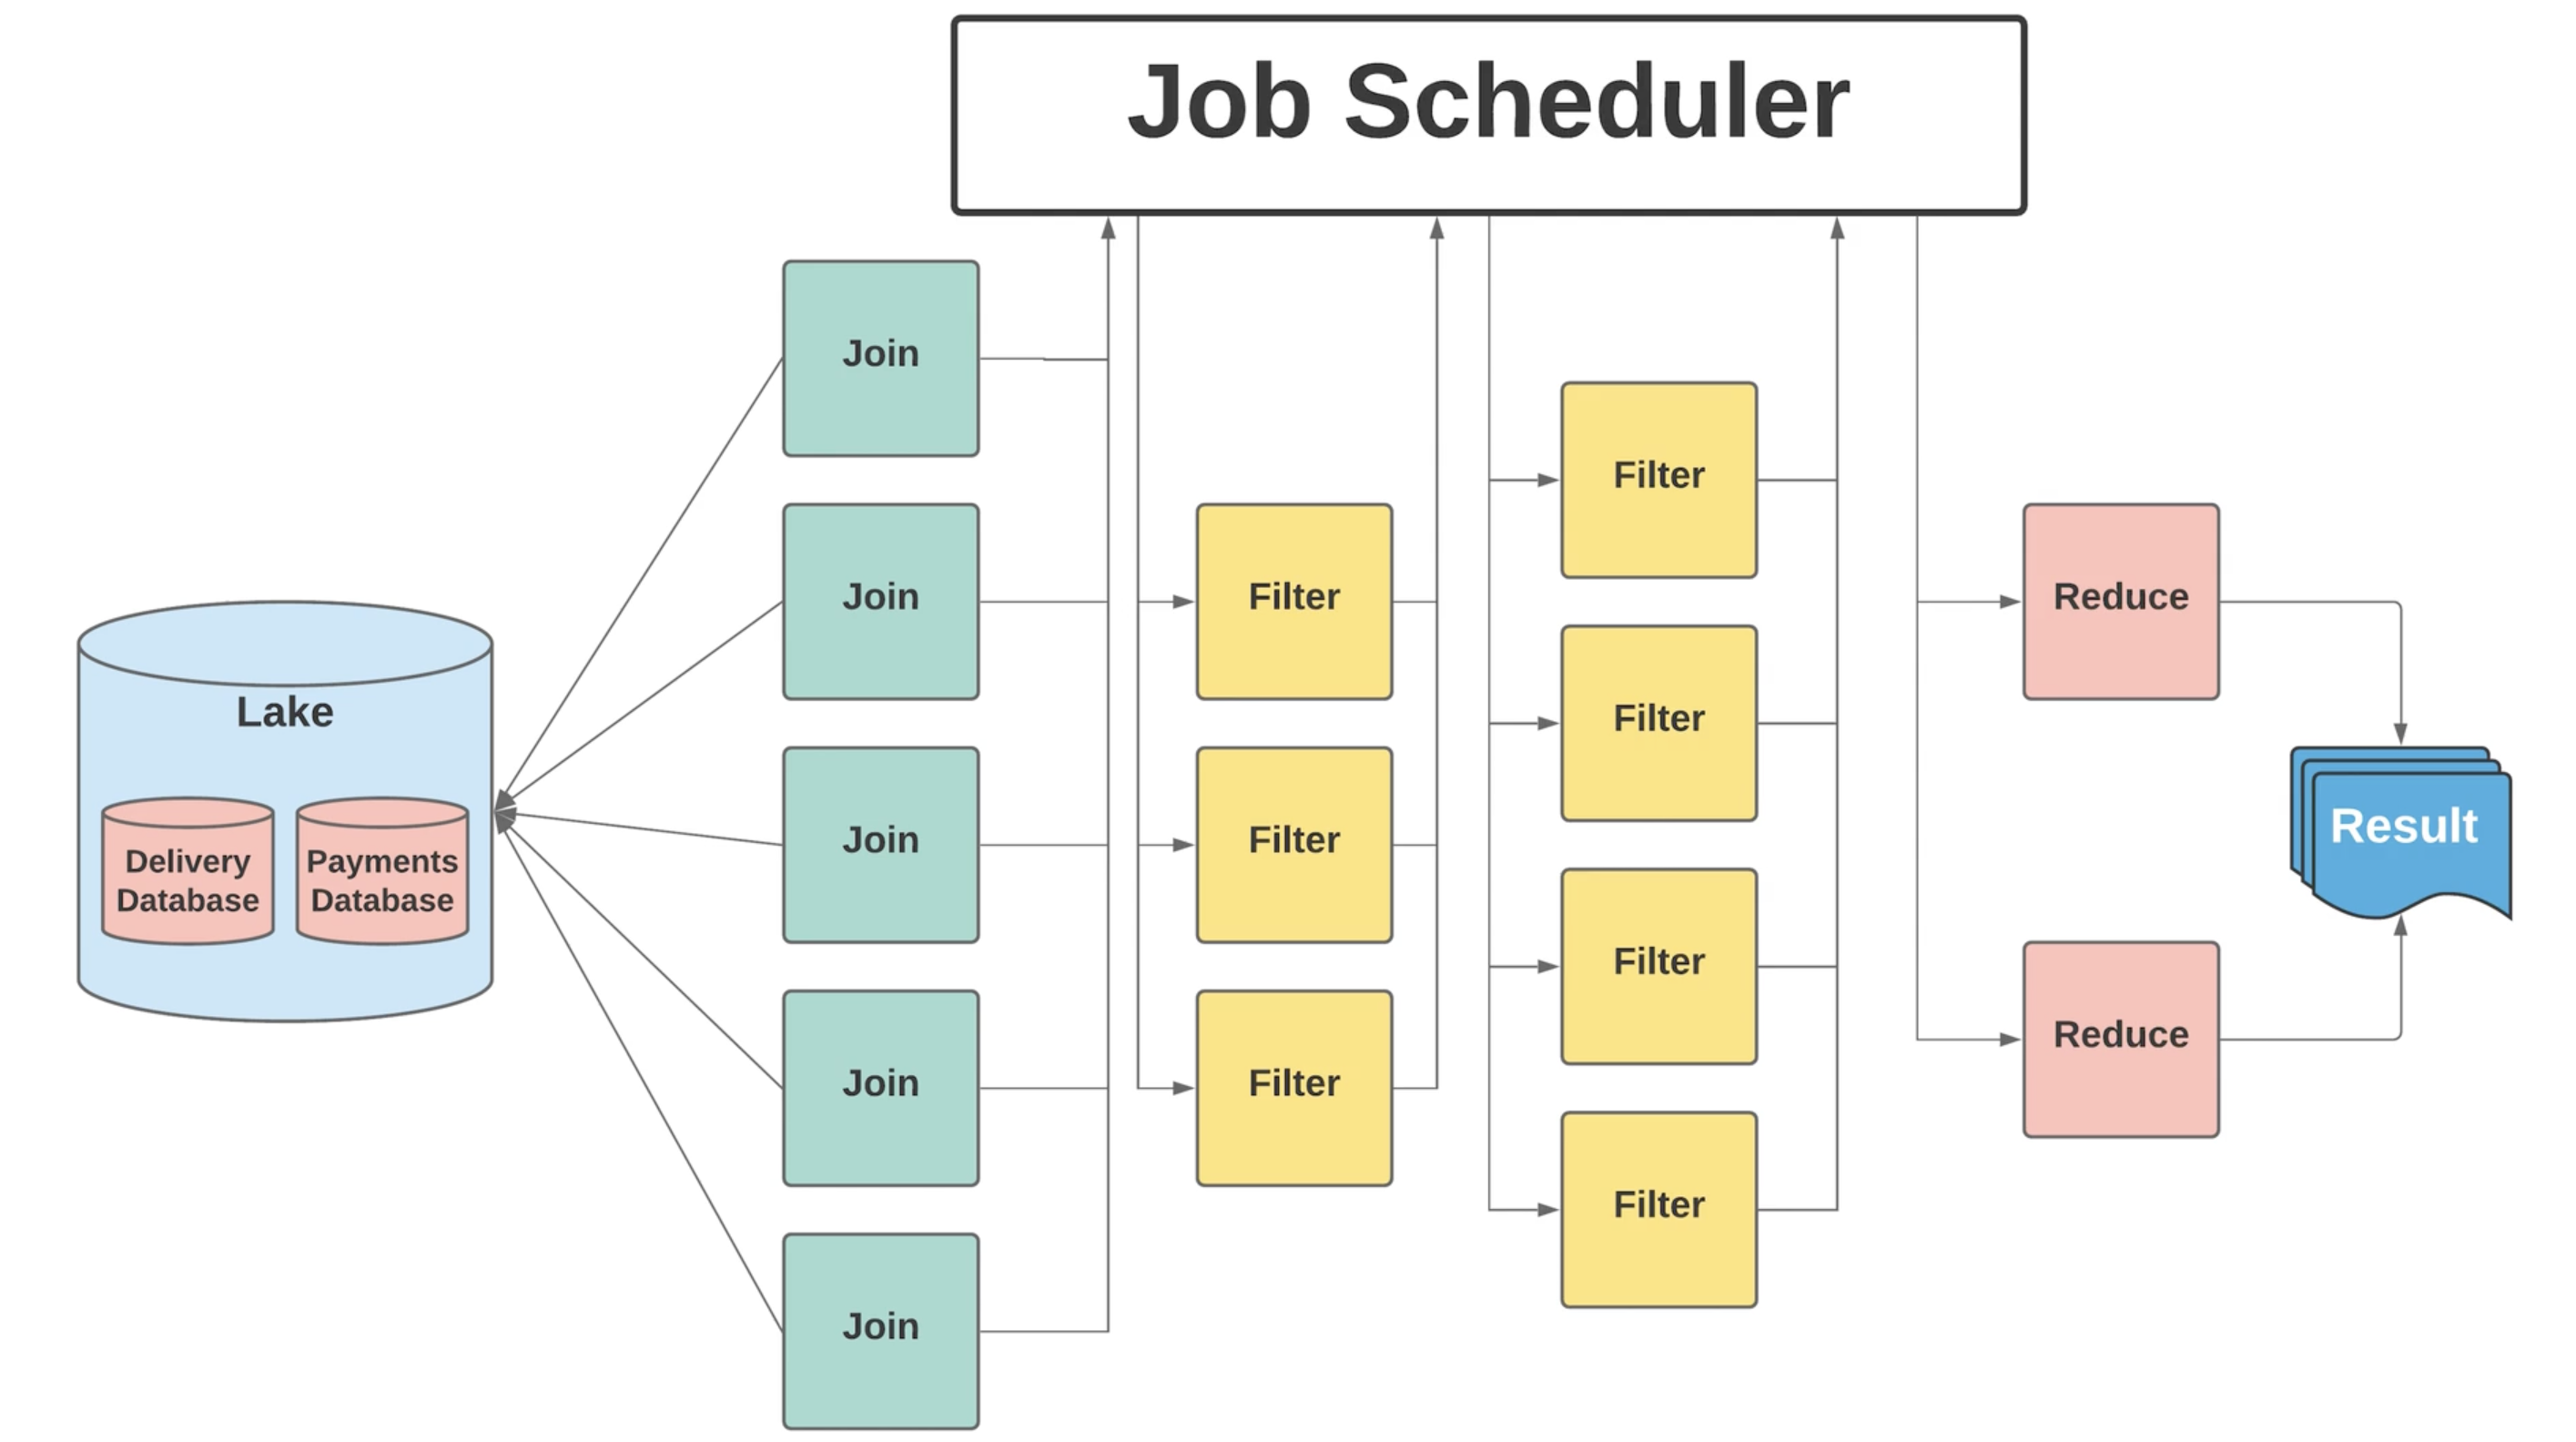 Job Scheduler
Lake
Delivery
Database
Payments
Database
Join
Join
Join
Join
Join
Filter
Filter
Filter
Filter
Filter
Filter
Filter
Reduce
Reduce
Result